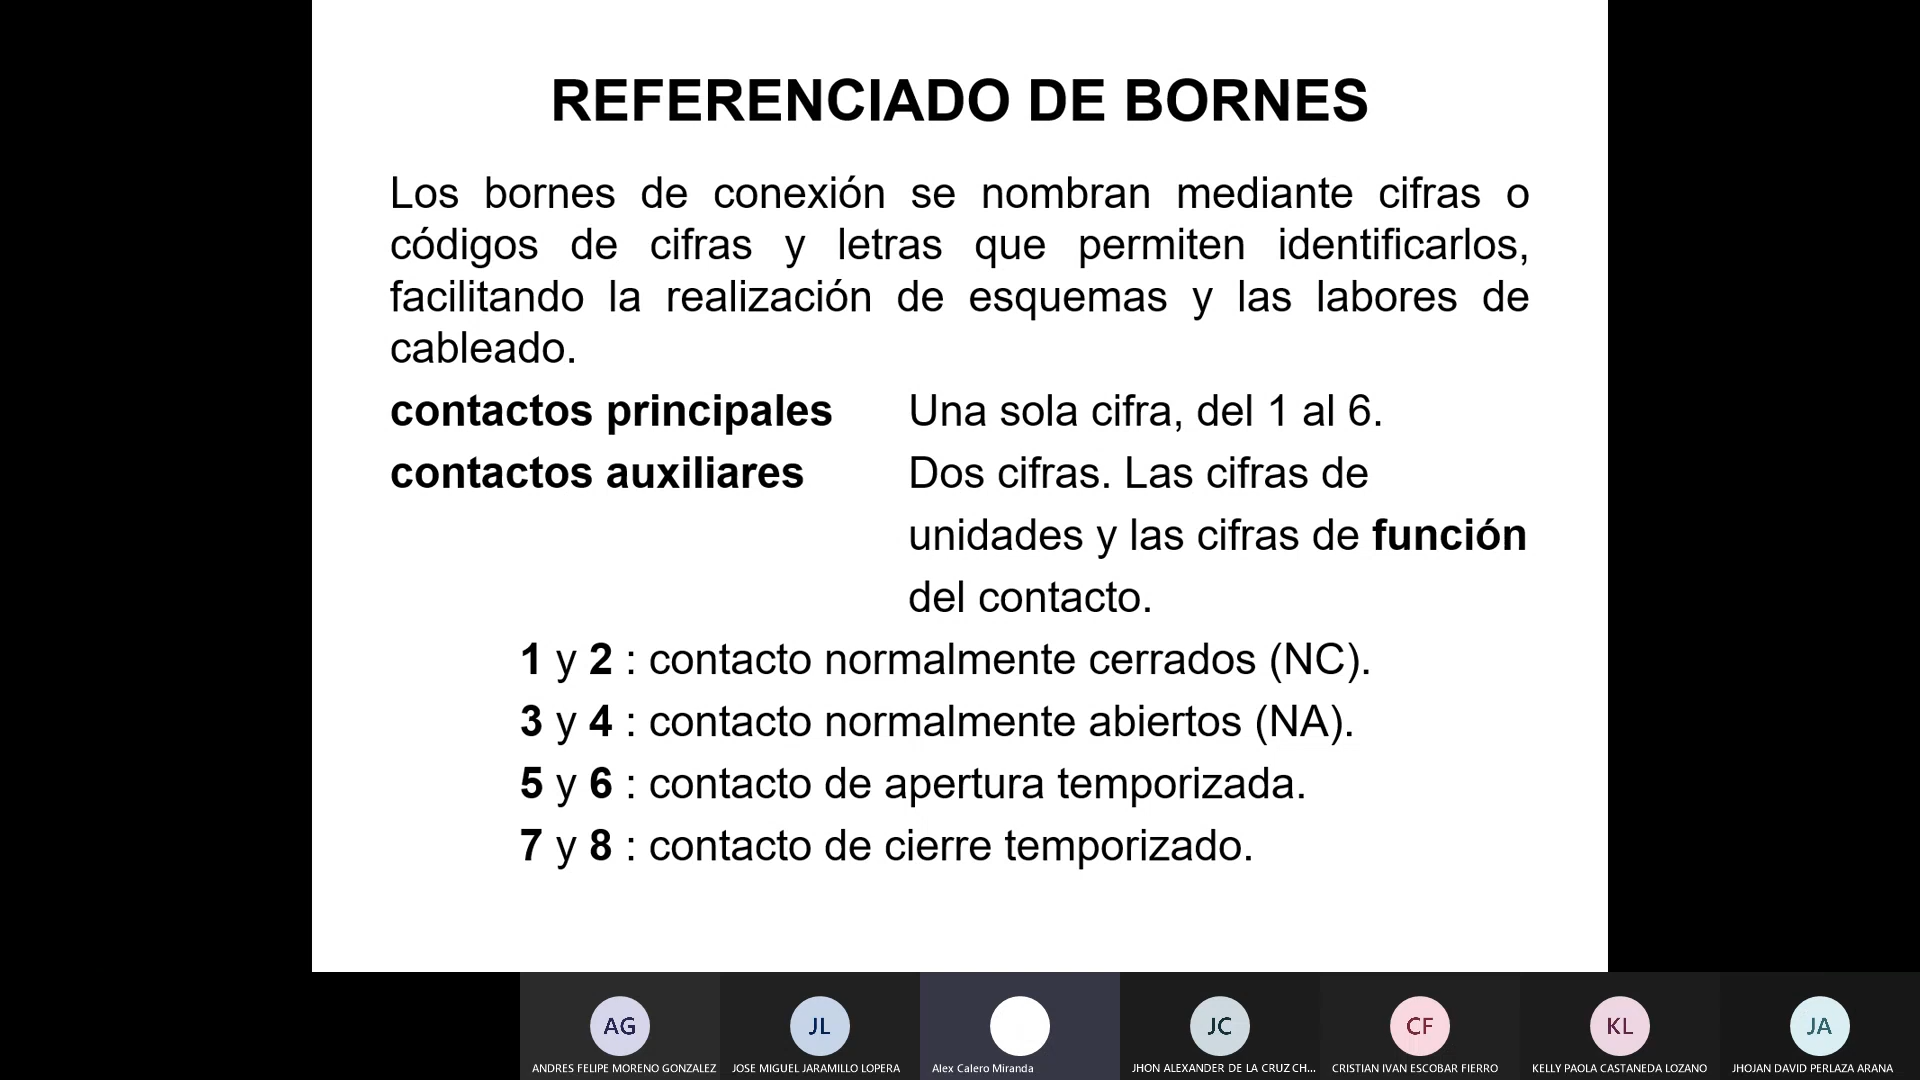 REFERENCIADO DE BORNES
Los bornes de conexión se nombran mediante cifras o
códigos de cifras y letras que permiten identificarlos,
facilitando la realización de esquemas y las labores de
cableado.
contactos principales Una sola cifra, del 1 al 6.
contactos auxiliares Dos cifras. Las cifras de
unidades y las cifras de función
del contacto.
1 y 2 : contacto normalmente cerrados (NC).
3 y 4 : contacto normalmente abiertos (NA).
5 y 6 : contacto de apertura temporizada.
7 y 8 : contacto de cierre temporizado.
AG JL JC CF KL JA
ANDRES FELIPE MORENO GONZALEZ JOSE MIGUEL JARAMILLO LOPERA Alex Calero Miranda JHON ALEXANDER DE LA CRUZ CH... CRISTIAN IVAN ESCOBAR FIERRO KELLY PAOLA CASTANEDA LOZANO JHOJAN DAVID PERLAZA ARANA